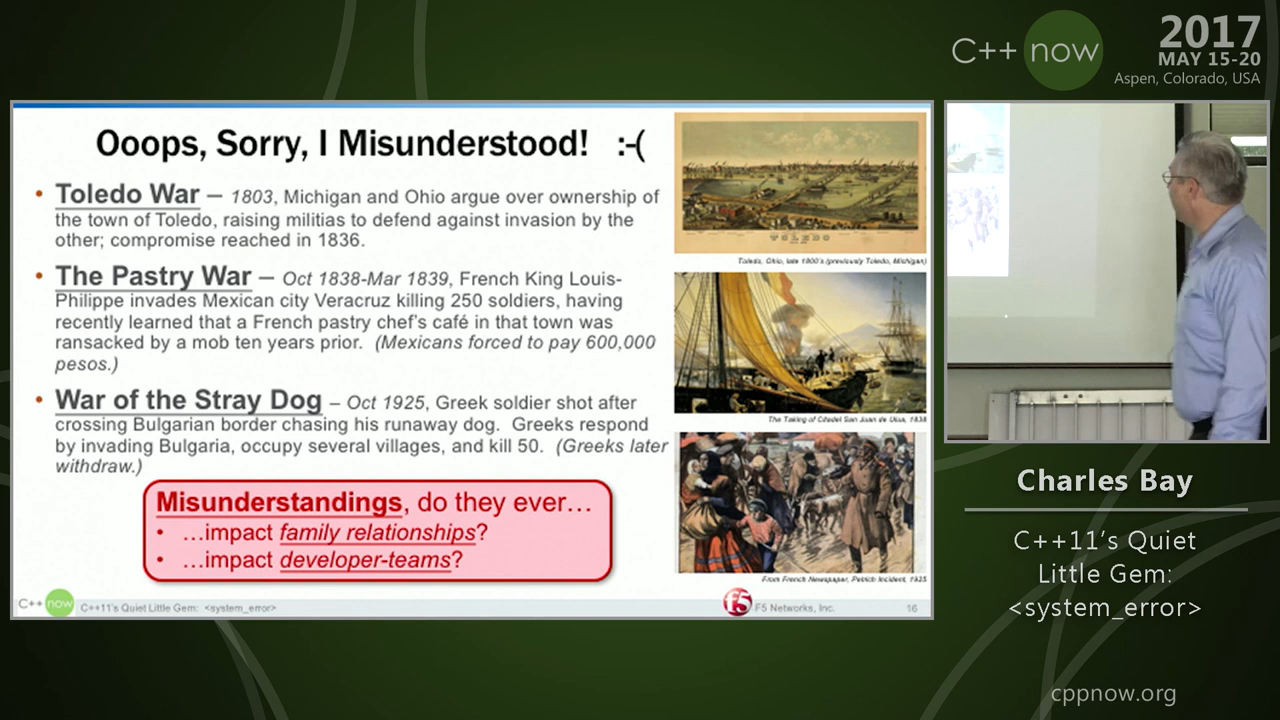 C++ now
2017
MAY 15-20
Aspen, Colorado, USA
Ooops, Sorry, I Misunderstood! :-(
• Toledo War – 1803, Michigan and Ohio argue over ownership of
the town of Toledo, raising militias to defend against invasion by the
other; compromise reached in 1836.
• The Pastry War – Oct 1838-Mar 1839, French King Louis-
Philippe invades Mexican city Veracruz killing 250 soldiers, having
recently learned that a French pastry chef's café in that town was
ransacked by a mob ten years prior. (Mexicans forced to pay 600,000
pesos.)
• War of the Stray Dog – Oct 1925, Greek soldier shot after
crossing Bulgarian border chasing his runaway dog. Greeks respond
by invading Bulgaria, occupy several villages, and kill 50. (Greeks later
withdraw.)
TOLEDO
Toledo, Ohio, late 1800's (previously Toledo, Michigan)
The Taking of Citadel San Juan de Ulua, 1838
From French Newspaper, Petrich Incident, 1925
Misunderstandings, do they ever…
• …impact family relationships?
• …impact developer-teams?
C++ now
C++11's Quiet Little Gem: <system_error>
f5
F5 Networks, Inc.
16
Charles Bay
C++11's Quiet
Little Gem:
<system_error>
cppnow.org